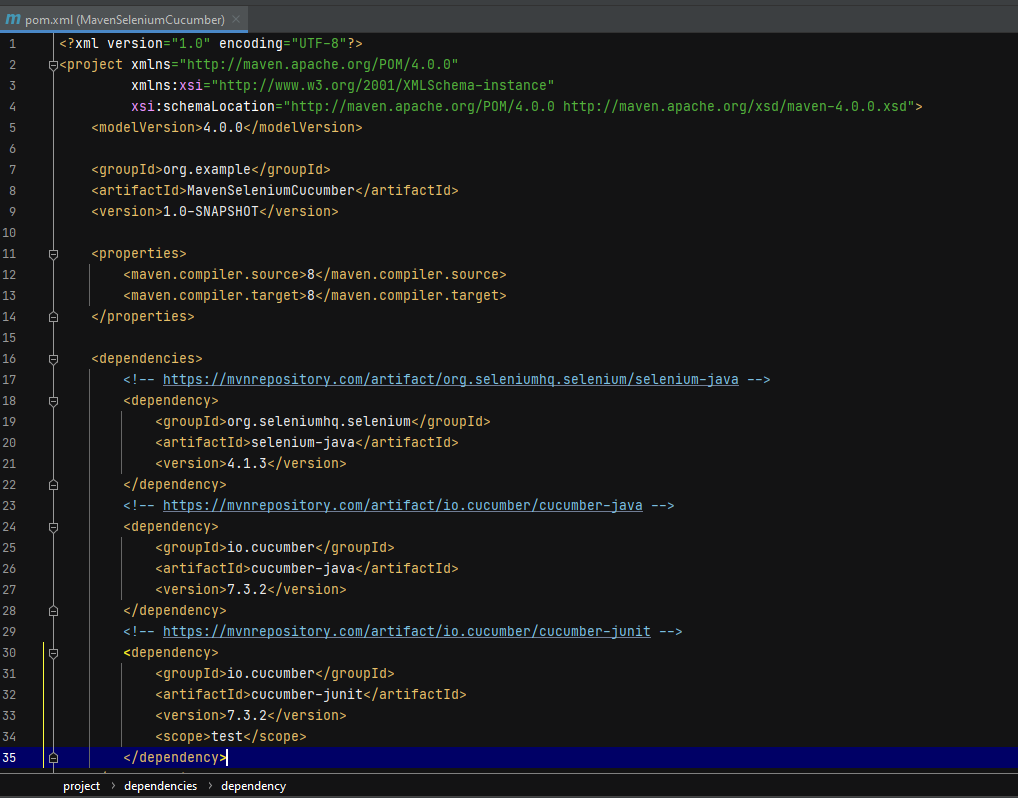 m pom.xml (MavenSeleniumCucumber) ×
1 <?xml version="1.0" encoding="UTF-8"?>
2 <project xmlns="http://maven.apache.org/POM/4.0.0"
3 xmlns:xsi="http://www.w3.org/2001/XMLSchema-instance"
4 xsi:schemaLocation="http://maven.apache.org/POM/4.0.0 http://maven.apache.org/xsd/maven-4.0.0.xsd">
5 <modelVersion>4.0.0</modelVersion>
6
7 <groupId>org.example</groupId>
8 <artifactId>MavenSeleniumCucumber</artifactId>
9 <version>1.0-SNAPSHOT</version>
10
11 <properties>
12 <maven.compiler.source>8</maven.compiler.source>
13 <maven.compiler.target>8</maven.compiler.target>
14 </properties>
15
16 <dependencies>
17 <!-- https://mvnrepository.com/artifact/org.seleniumhq.selenium/selenium-java -->
18 <dependency>
19 <groupId>org.seleniumhq.selenium</groupId>
20 <artifactId>selenium-java</artifactId>
21 <version>4.1.3</version>
22 </dependency>
23 <!-- https://mvnrepository.com/artifact/io.cucumber/cucumber-java -->
24 <dependency>
25 <groupId>io.cucumber</groupId>
26 <artifactId>cucumber-java</artifactId>
27 <version>7.3.2</version>
28 </dependency>
29 <!-- https://mvnrepository.com/artifact/io.cucumber/cucumber-junit -->
30 <dependency>
31 <groupId>io.cucumber</groupId>
32 <artifactId>cucumber-junit</artifactId>
33 <version>7.3.2</version>
34 <scope>test</scope>
35 </dependency>
project › dependencies › dependency